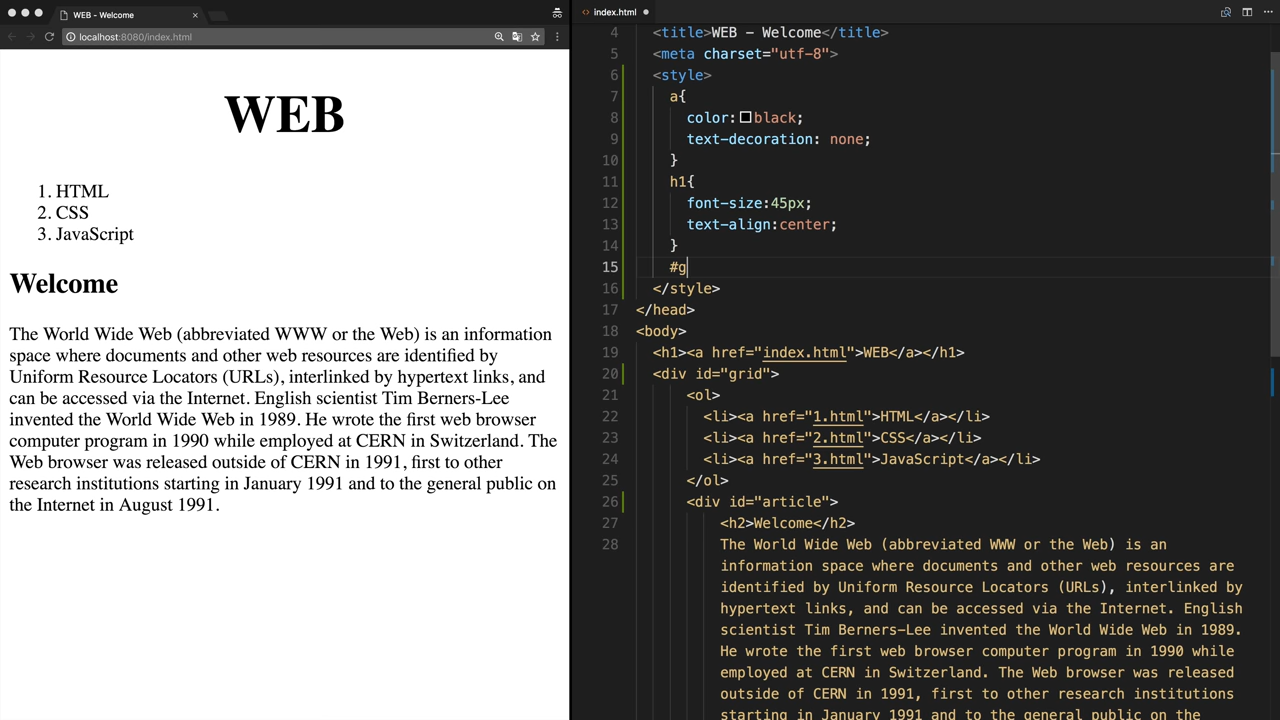 WEB - Welcome
localhost:8080/index.html
WEB
1. HTML
2. CSS
3. JavaScript
Welcome
The World Wide Web (abbreviated WWW or the Web) is an information
space where documents and other web resources are identified by
Uniform Resource Locators (URLs), interlinked by hypertext links, and
can be accessed via the Internet. English scientist Tim Berners-Lee
invented the World Wide Web in 1989. He wrote the first web browser
computer program in 1990 while employed at CERN in Switzerland. The
Web browser was released outside of CERN in 1991, first to other
research institutions starting in January 1991 and to the general public on
the Internet in August 1991.
index.html
4 <title>WEB - Welcome</title>
5 <meta charset="utf-8">
6 <style>
7 a{
8 color:black;
9 text-decoration: none;
10 }
11 h1{
12 font-size:45px;
13 text-align:center;
14 }
15 #g
16 </style>
17 </head>
18 <body>
19 <h1><a href="index.html">WEB</a></h1>
20 <div id="grid">
21 <ol>
22 <li><a href="1.html">HTML</a></li>
23 <li><a href="2.html">CSS</a></li>
24 <li><a href="3.html">JavaScript</a></li>
25 </ol>
26 <div id="article">
27 <h2>Welcome</h2>
28 The World Wide Web (abbreviated WWW or the Web) is an
information space where documents and other web resources are
identified by Uniform Resource Locators (URLs), interlinked by
hypertext links, and can be accessed via the Internet. English
scientist Tim Berners-Lee invented the World Wide Web in 1989.
He wrote the first web browser computer program in 1990 while
employed at CERN in Switzerland. The Web browser was released
outside of CERN in 1991, first to other research institutions
starting in January 1991 and to the general public on the